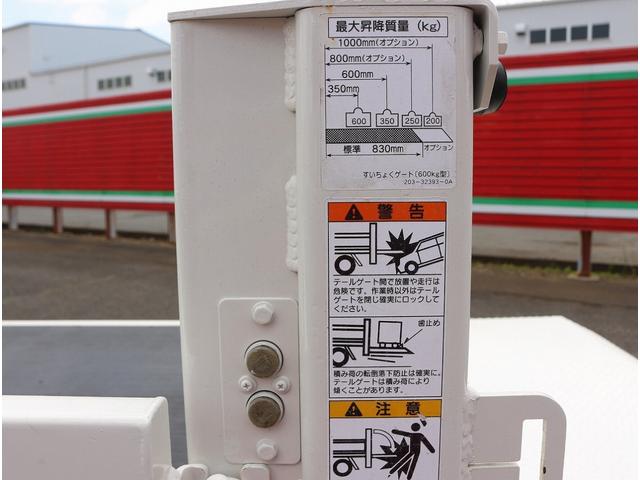 最大昇降質量（kg）
1000mm(オプション)
800mm(オプション)
600mm
350mm
600 350 250 200
標準 830mm オプション
すいちょくゲート〔600kg型〕
203-32393-0A
警告
テールゲート間で放置や走行は
危険です。作業時以外はテール
ゲートを閉じ確実にロックして
ください。
歯止め
積み荷の転倒落下防止は確実に。
テールゲートは積み荷により
傾くことがあります。
注意